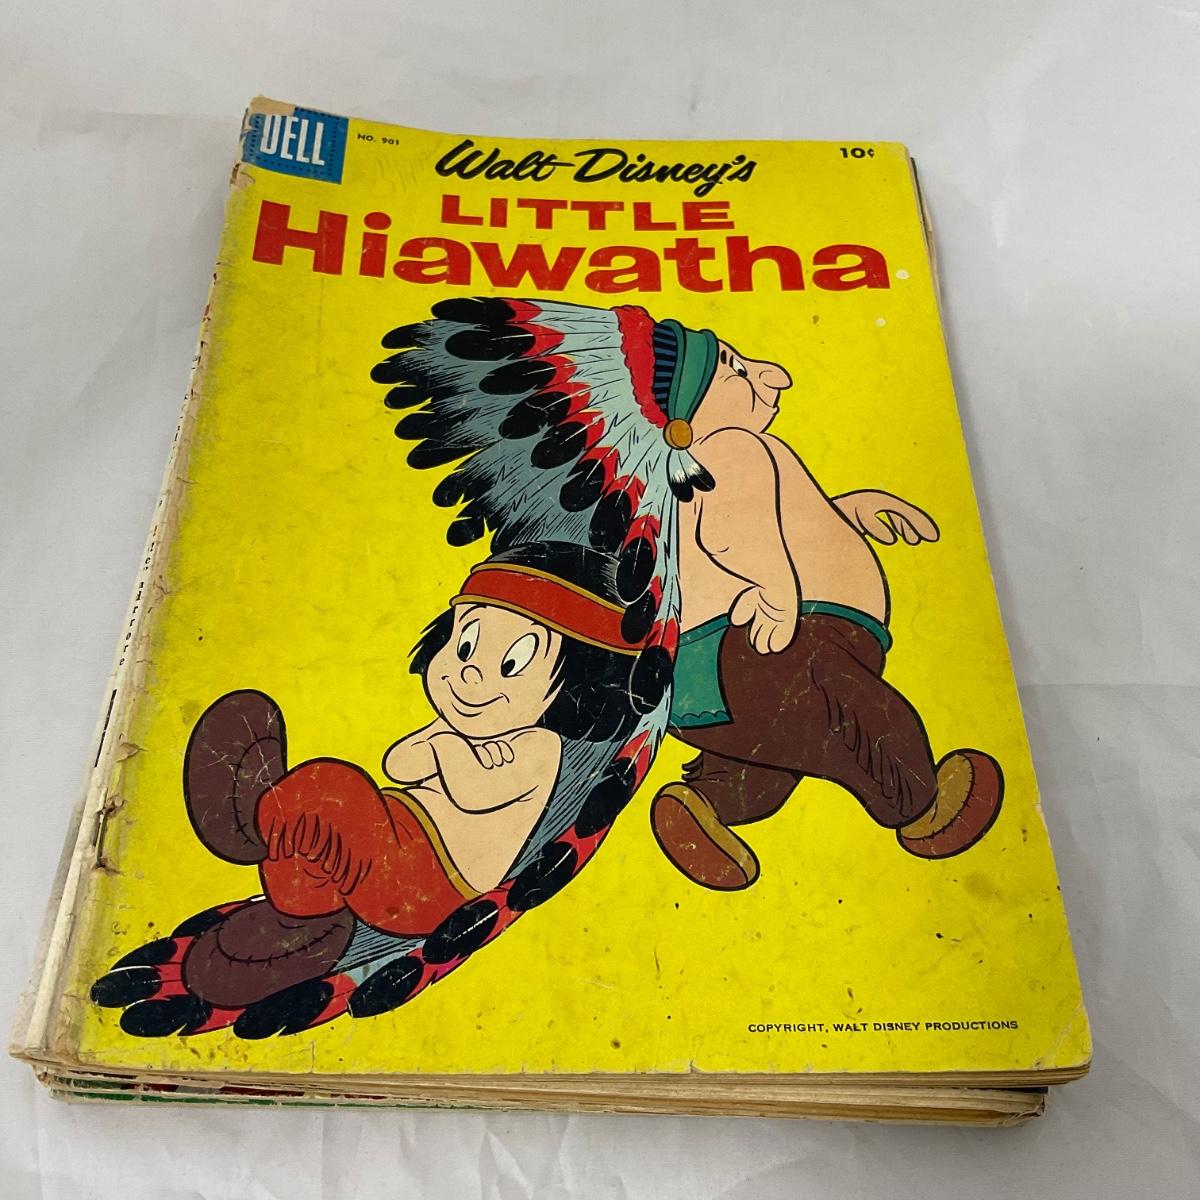 DELL
NO. 901
10¢
Walt Disney's
LITTLE
Hiawatha
COPYRIGHT, WALT DISNEY PRODUCTIONS